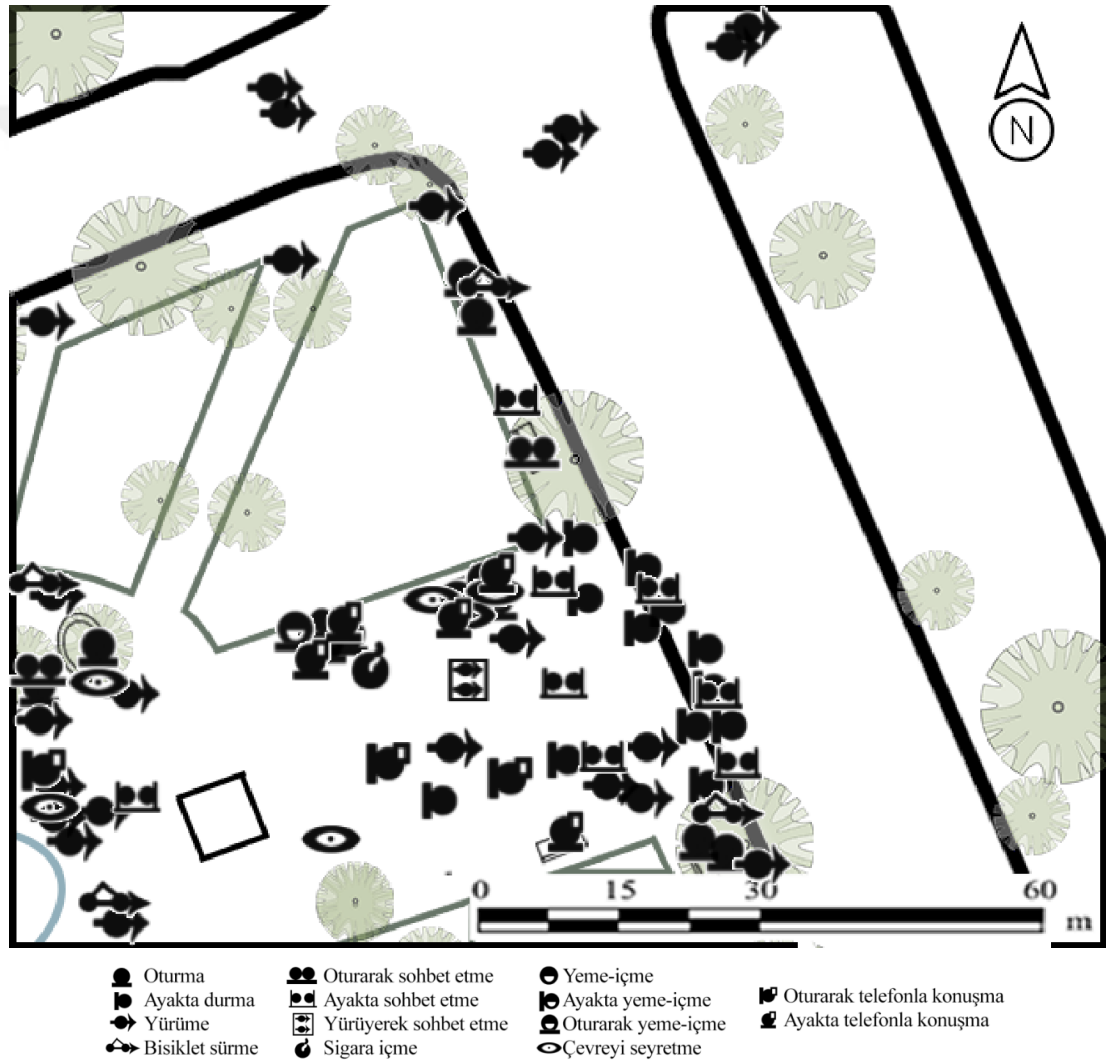 N
0 15 30 60
m
Oturma
Ayakta durma
Yürüme
Bisiklet sürme
Oturarak sohbet etme
Ayakta sohbet etme
Yürüyerek sohbet etme
Sigara içme
Yeme-içme
Ayakta yeme-içme
Oturarak yeme-içme
Çevreyi seyretme
Oturarak telefonla konuşma
Ayakta telefonla konuşma